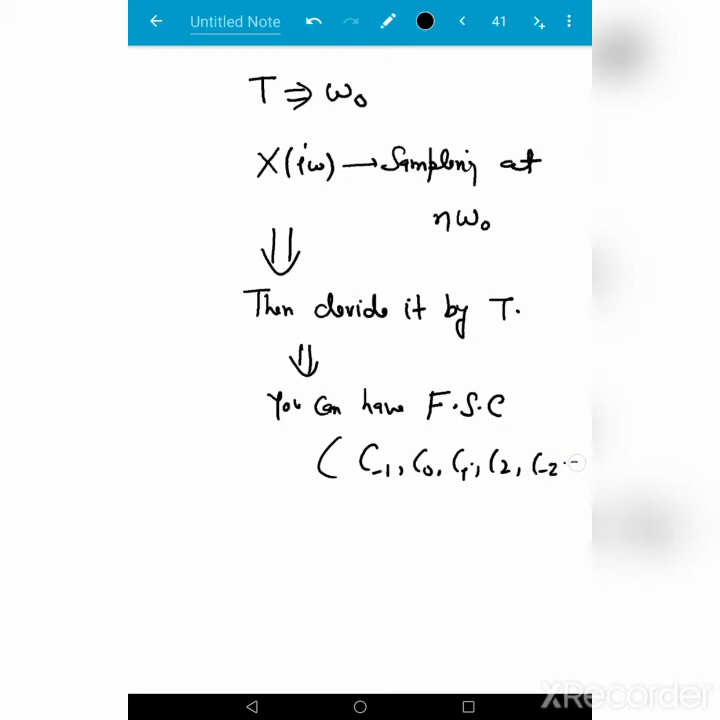 Untitled Note
41
T ⇒ ω₀
X(iω) → Sampling at
nω₀
⇓
Then devide it by T.
⇓
You Can have F.S.C
( C₋₁, C₀, C₁, C₂, C₋₂ ...
XRecorder